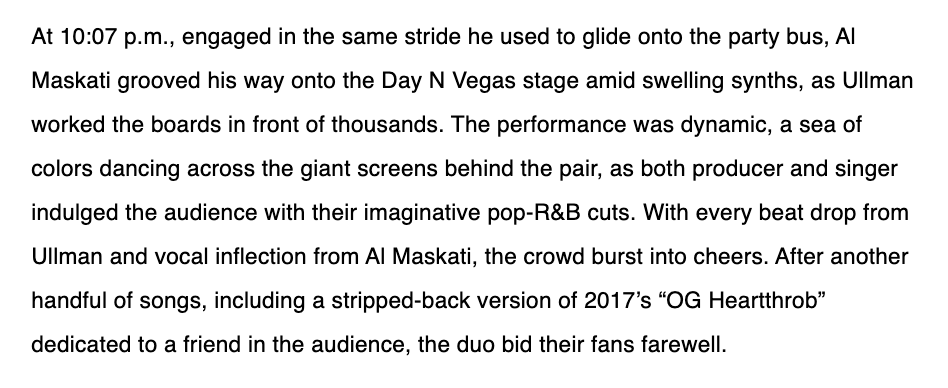 At 10:07 p.m., engaged in the same stride he used to glide onto the party bus, Al
Maskati grooved his way onto the Day N Vegas stage amid swelling synths, as Ullman
worked the boards in front of thousands. The performance was dynamic, a sea of
colors dancing across the giant screens behind the pair, as both producer and singer
indulged the audience with their imaginative pop-R&B cuts. With every beat drop from
Ullman and vocal inflection from Al Maskati, the crowd burst into cheers. After another
handful of songs, including a stripped-back version of 2017’s “OG Heartthrob”
dedicated to a friend in the audience, the duo bid their fans farewell.